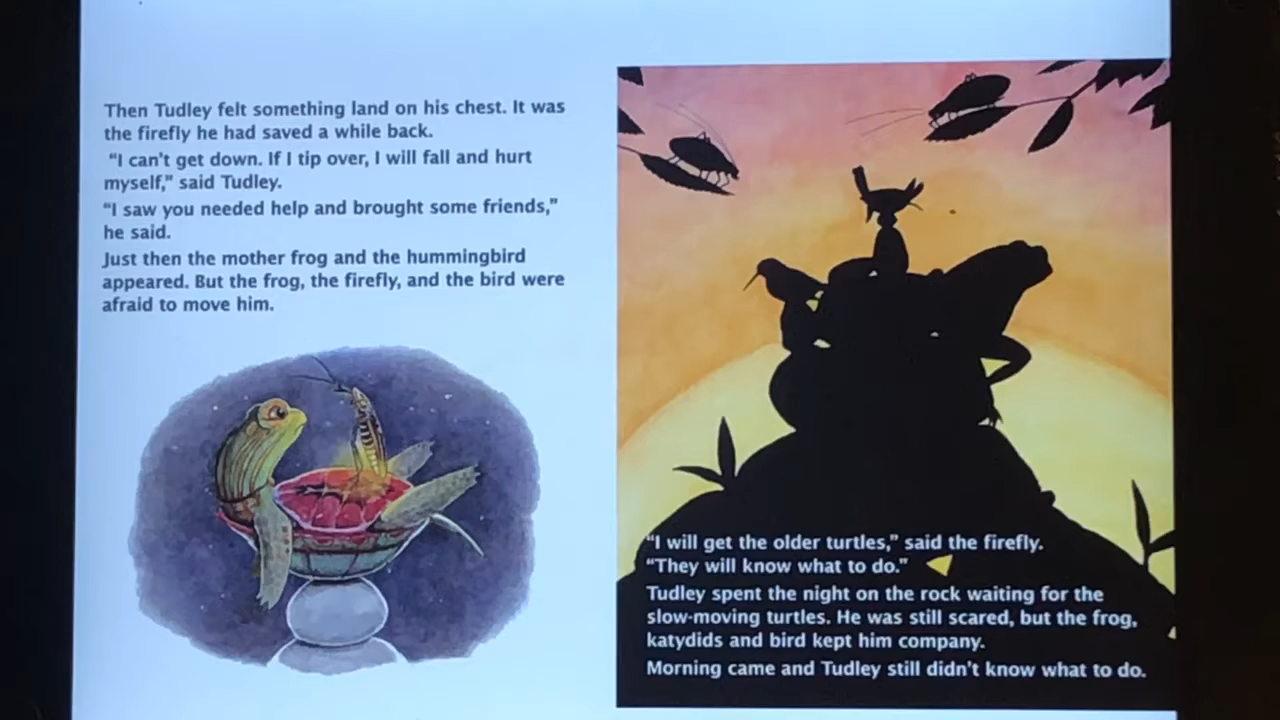 Then Tudley felt something land on his chest. It was
the firefly he had saved a while back.
“I can't get down. If I tip over, I will fall and hurt
myself,” said Tudley.
“I saw you needed help and brought some friends,”
he said.
Just then the mother frog and the hummingbird
appeared. But the frog, the firefly, and the bird were
afraid to move him.
“I will get the older turtles,” said the firefly.
“They will know what to do.”
Tudley spent the night on the rock waiting for the
slow-moving turtles. He was still scared, but the frog,
katydids and bird kept him company.
Morning came and Tudley still didn't know what to do.